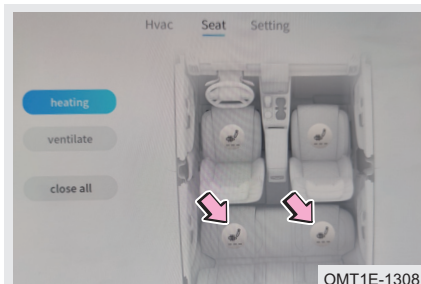 Hvac Seat Setting
heating
ventilate
close all
OMT1E-1308